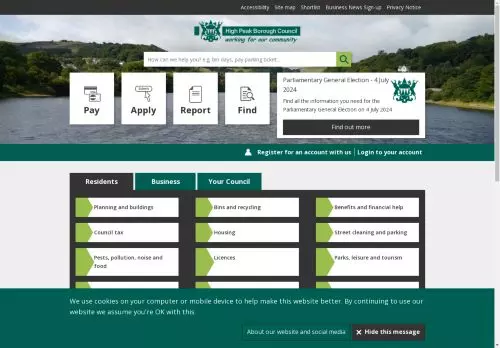 Accessibility Site map Shortlist Business News Sign-up Privacy Notice
High Peak Borough Council
working for our community
How can we help you? e.g. bin days, pay parking ticket...
Pay
Apply
Report
Find
Parliamentary General Election - 4 July
2024
Find all the information you need for the
Parliamentary General Election on 4 July 2024
Find out more
Register for an account with us | Login to your account
Residents
Business
Your Council
Planning and buildings
Bins and recycling
Benefits and financial help
Council tax
Housing
Street cleaning and parking
Pests, pollution, noise and
food
Licences
Parks, leisure and tourism
We use cookies on your computer or mobile device to help make this website better. By continuing to use our
website we assume you're OK with this.
About our website and social media
Hide this message